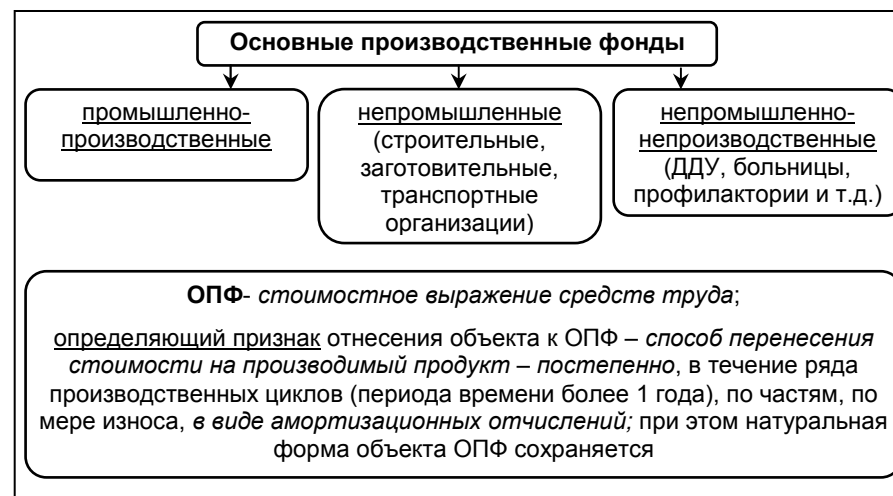 Основные производственные фонды
промышленно-
производственные
непромышленные
(строительные,
заготовительные,
транспортные
организации)
непромышленно-
непроизводственные
(ДДУ, больницы,
профилактории и т.д.)
ОПФ- стоимостное выражение средств труда;
определяющий признак отнесения объекта к ОПФ – способ перенесения
стоимости на производимый продукт – постепенно, в течение ряда
производственных циклов (периода времени более 1 года), по частям, по
мере износа, в виде амортизационных отчислений; при этом натуральная
форма объекта ОПФ сохраняется